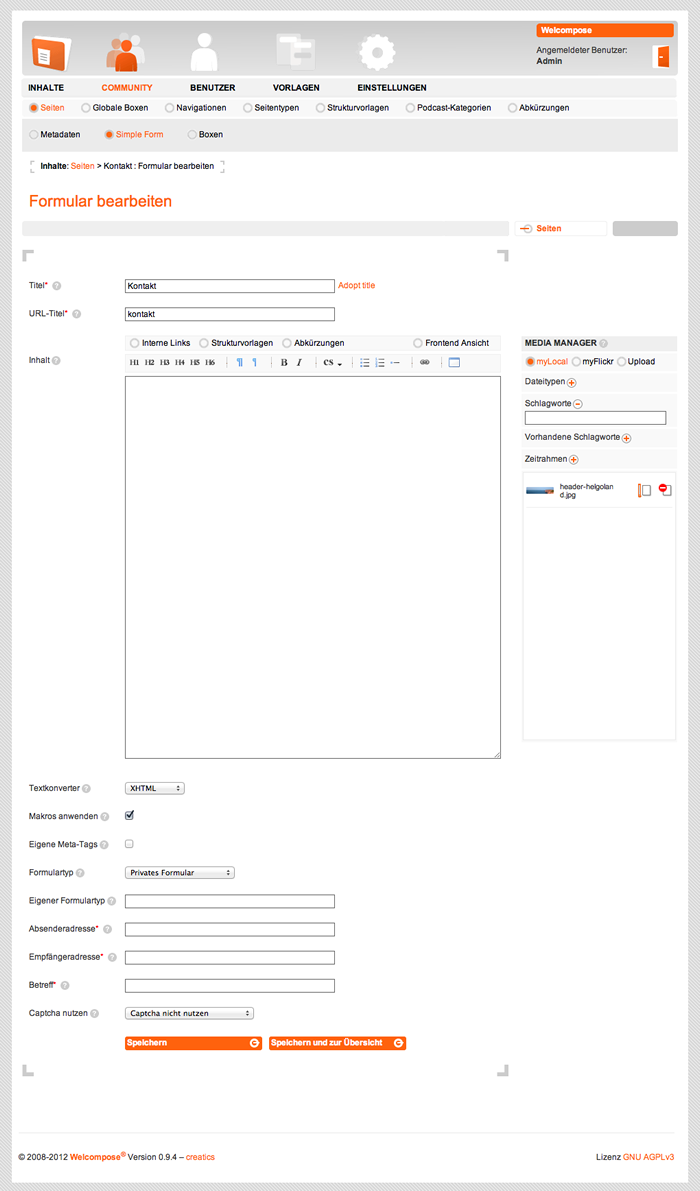 Welcompose
Angemeldeter Benutzer:
Admin
INHALTE COMMUNITY BENUTZER VORLAGEN EINSTELLUNGEN
Seiten Globale Boxen Navigationen Seitentypen Strukturvorlagen Podcast-Kategorien Abkürzungen
Metadaten Simple Form Boxen
Inhalte: Seiten > Kontakt : Formular bearbeiten
Formular bearbeiten
Seiten
Titel* ? Kontakt Adopt title
URL-Titel* ? kontakt
Interne Links Strukturvorlagen Abkürzungen Frontend Ansicht
Inhalt ? H1 H2 H3 H4 H5 H6 ¶ ¶ B I CS
MEDIA MANAGER ?
myLocal myFlickr Upload
Dateitypen
Schlagworte
Vorhandene Schlagworte
Zeitrahmen
header-helgolan
d.jpg
Textkonverter ? XHTML
Makros anwenden ?
Eigene Meta-Tags ?
Formulartyp ? Privates Formular
Eigener Formulartyp ?
Absenderadresse* ?
Empfängeradresse* ?
Betreff* ?
Captcha nutzen ? Captcha nicht nutzen
Speichern Speichern und zur Übersicht
© 2008-2012 Welcompose® Version 0.9.4 – creatics
Lizenz GNU AGPLv3